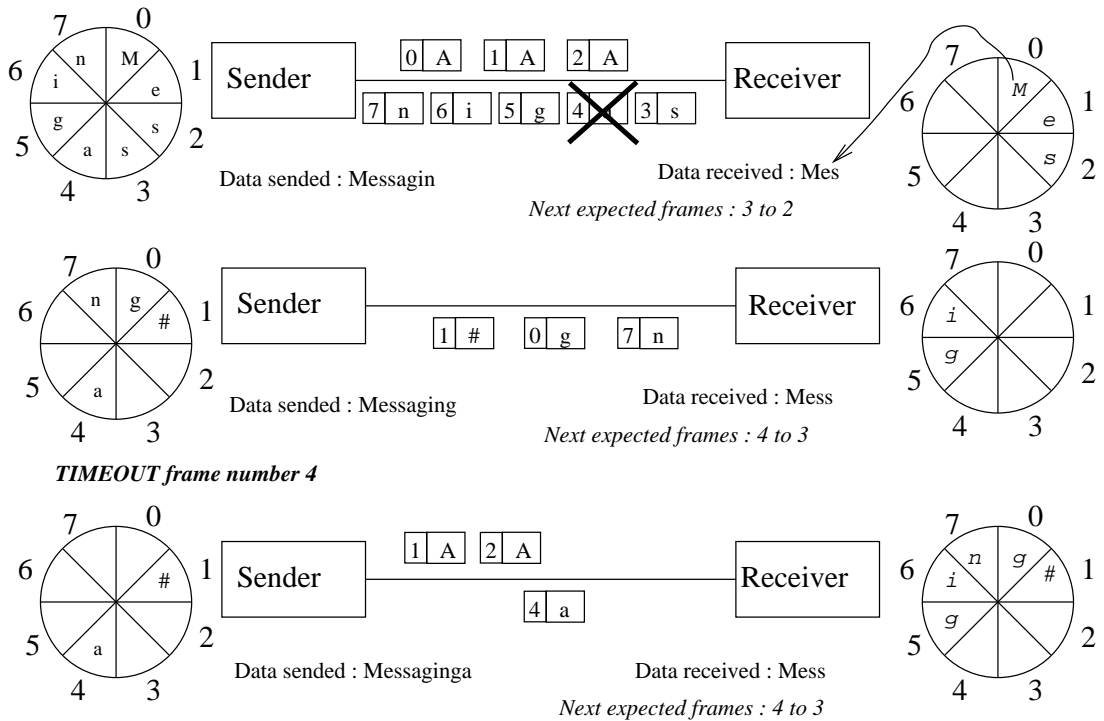 7 0
6 1
5 2
4 3
n M
i e
g s
a s
Sender
0 A 1 A 2 A
7 n 6 i 5 g 4 3 s
Receiver
Data sended : Messagin
Data received : Mes
Next expected frames : 3 to 2
7 0
6 1
5 2
4 3
M
e
s
7 0
6 1
5 2
4 3
n g
#
a
Sender
1 # 0 g 7 n
Receiver
Data sended : Messaging
Data received : Mess
Next expected frames : 4 to 3
7 0
6 1
5 2
4 3
i
g
TIMEOUT frame number 4
7 0
6 1
5 2
4 3
#
a
Sender
1 A 2 A
4 a
Receiver
Data sended : Messaginga
Data received : Mess
Next expected frames : 4 to 3
7 0
6 1
5 2
4 3
n g
i #
g